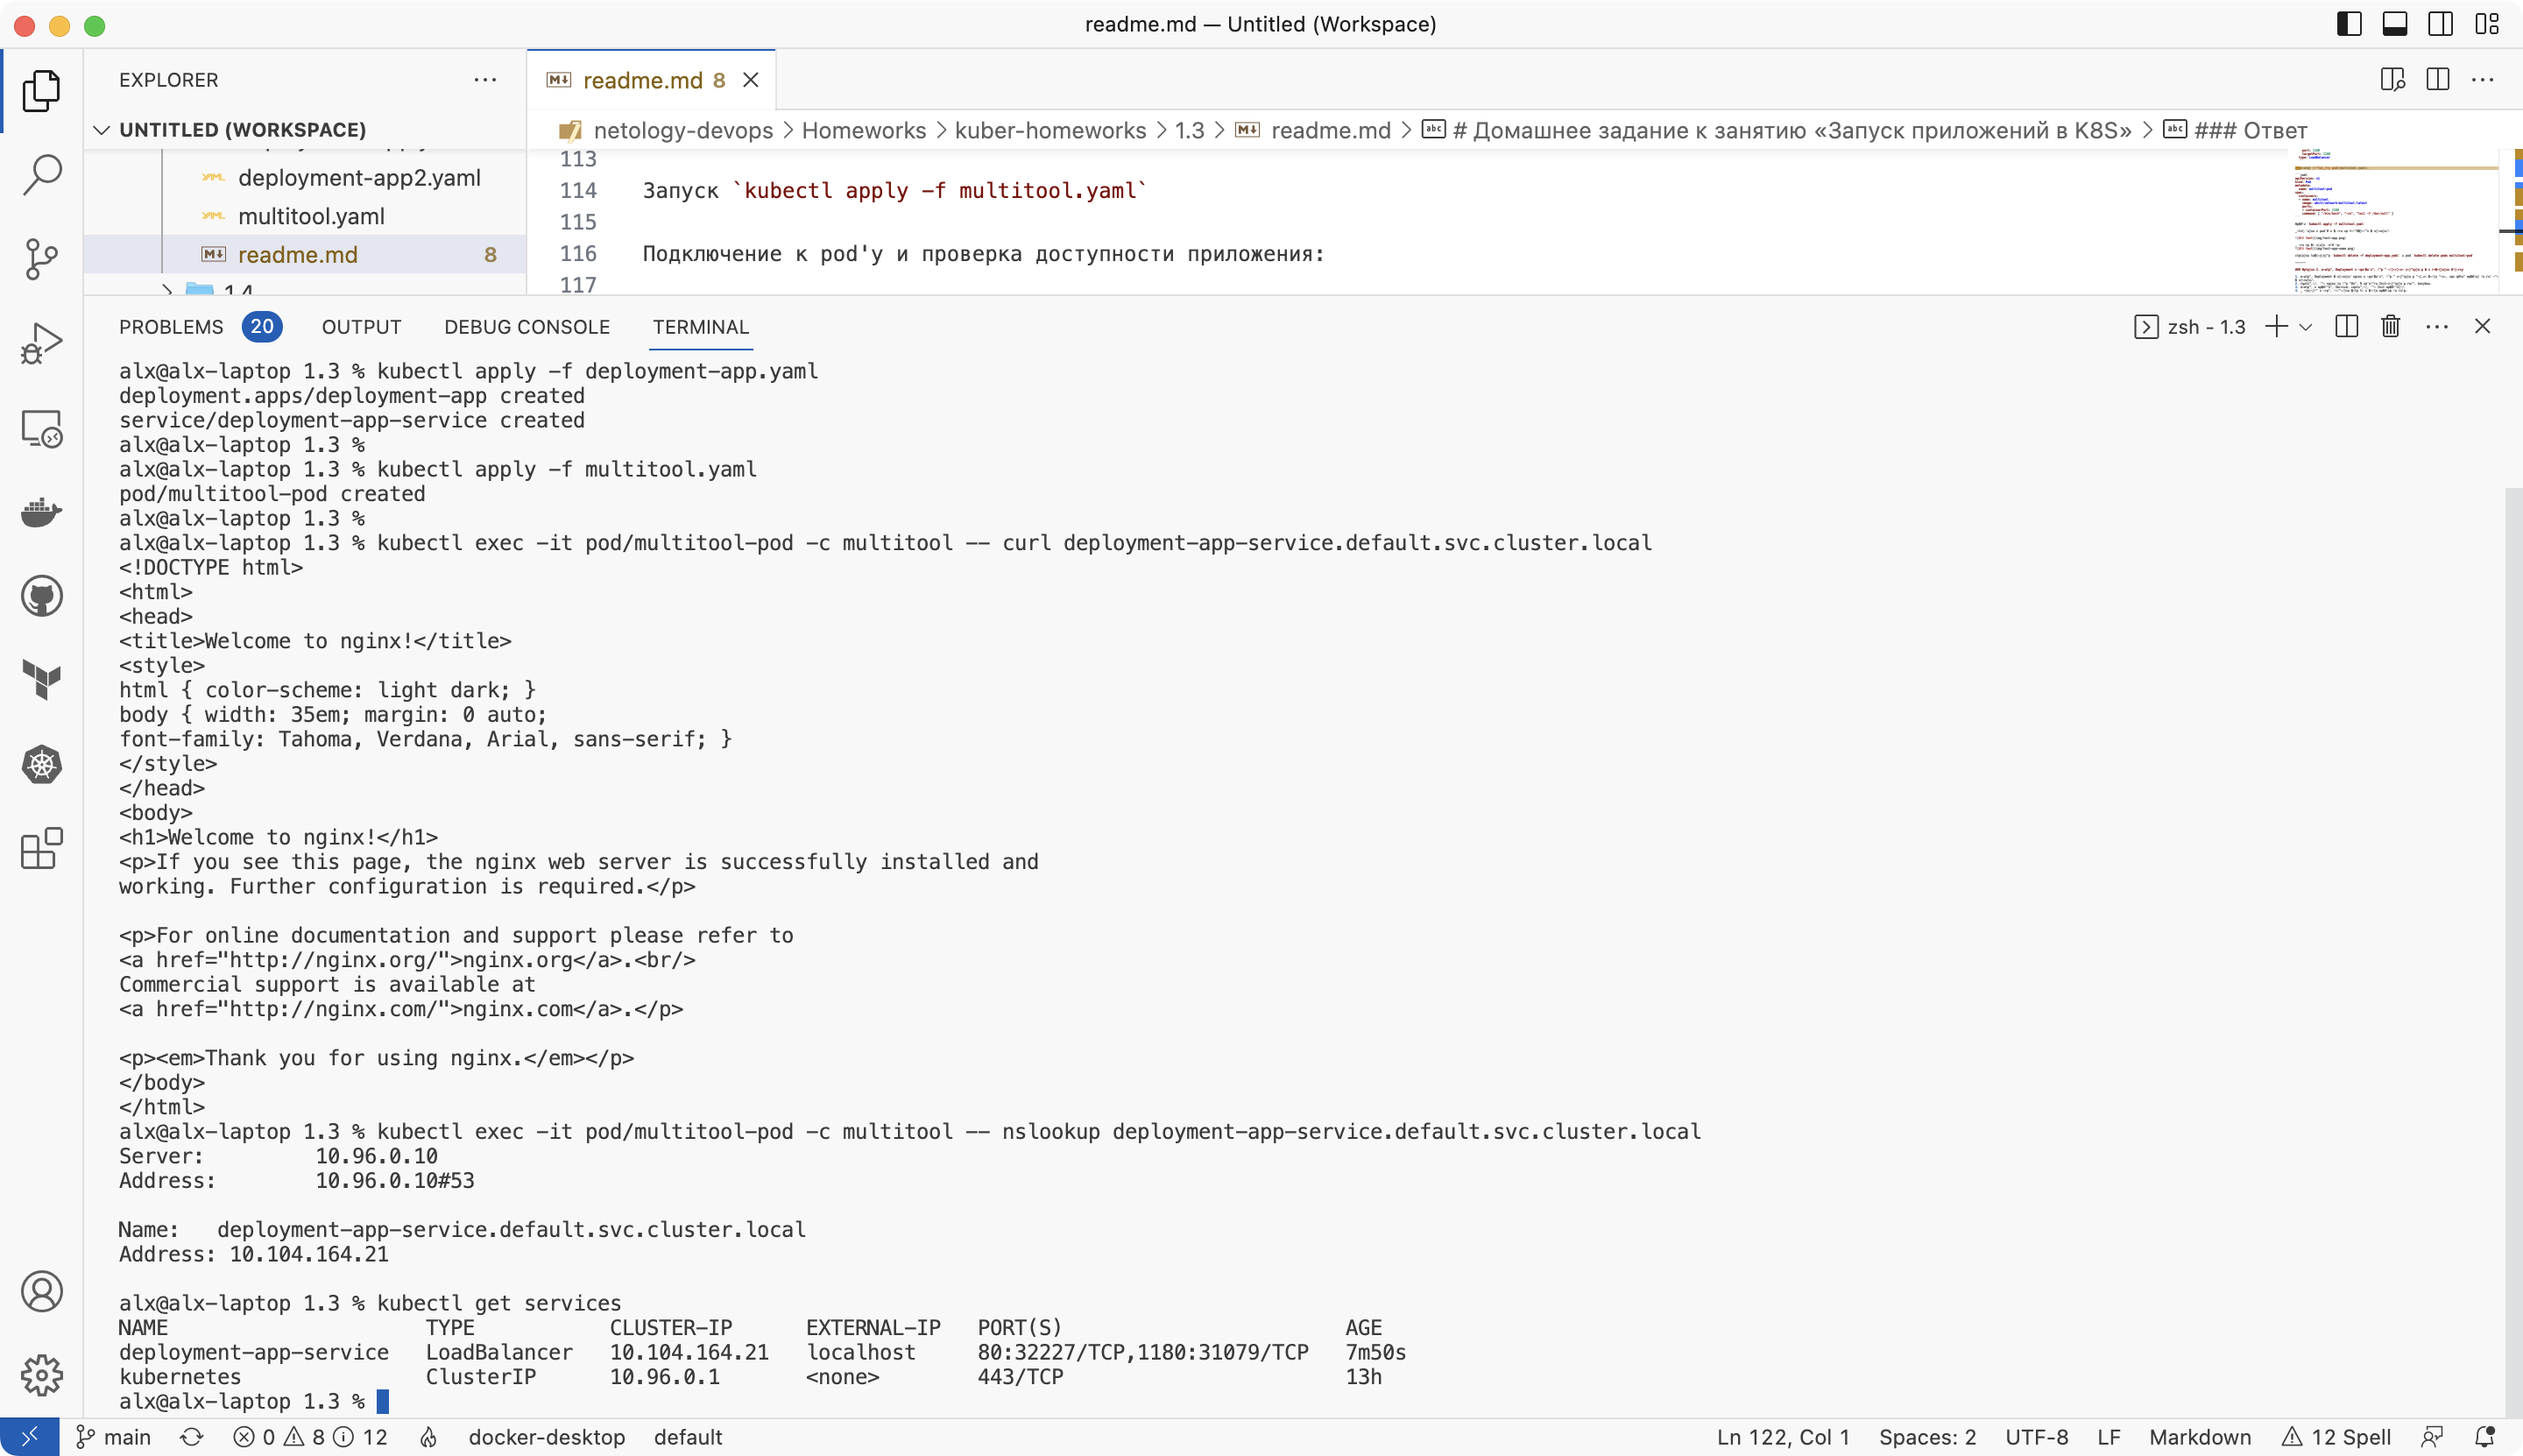 readme.md — Untitled (Workspace)
EXPLORER
readme.md 8
UNTITLED (WORKSPACE)
netology-devops > Homeworks > kuber-homeworks > 1.3 > readme.md > # Домашнее задание к занятию «Запуск приложений в K8S» > ### Ответ
deployment-app2.yaml
multitool.yaml
readme.md 8
1.4
113
114 Запуск `kubectl apply -f multitool.yaml`
115
116 Подключение к pod'у и проверка доступности приложения:
117
PROBLEMS 20 OUTPUT DEBUG CONSOLE TERMINAL zsh - 1.3
alx@alx-laptop 1.3 % kubectl apply -f deployment-app.yaml
deployment.apps/deployment-app created
service/deployment-app-service created
alx@alx-laptop 1.3 %
alx@alx-laptop 1.3 % kubectl apply -f multitool.yaml
pod/multitool-pod created
alx@alx-laptop 1.3 %
alx@alx-laptop 1.3 % kubectl exec -it pod/multitool-pod -c multitool -- curl deployment-app-service.default.svc.cluster.local
<!DOCTYPE html>
<html>
<head>
<title>Welcome to nginx!</title>
<style>
html { color-scheme: light dark; }
body { width: 35em; margin: 0 auto;
font-family: Tahoma, Verdana, Arial, sans-serif; }
</style>
</head>
<body>
<h1>Welcome to nginx!</h1>
<p>If you see this page, the nginx web server is successfully installed and
working. Further configuration is required.</p>
<p>For online documentation and support please refer to
<a href="http://nginx.org/">nginx.org</a>.<br/>
Commercial support is available at
<a href="http://nginx.com/">nginx.com</a>.</p>
<p><em>Thank you for using nginx.</em></p>
</body>
</html>
alx@alx-laptop 1.3 % kubectl exec -it pod/multitool-pod -c multitool -- nslookup deployment-app-service.default.svc.cluster.local
Server: 10.96.0.10
Address: 10.96.0.10#53
Name: deployment-app-service.default.svc.cluster.local
Address: 10.104.164.21
alx@alx-laptop 1.3 % kubectl get services
NAME TYPE CLUSTER-IP EXTERNAL-IP PORT(S) AGE
deployment-app-service LoadBalancer 10.104.164.21 localhost 80:32227/TCP,1180:31079/TCP 7m50s
kubernetes ClusterIP 10.96.0.1 <none> 443/TCP 13h
alx@alx-laptop 1.3 %
main 0 8 12 docker-desktop default Ln 122, Col 1 Spaces: 2 UTF-8 LF Markdown 12 Spell